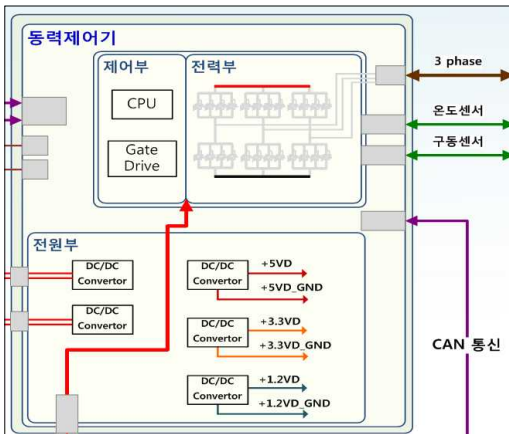 동력제어기
제어부
전력부
CPU
Gate
Drive
3 phase
온도센서
구동센서
전원부
DC/DC
Convertor
DC/DC
Convertor
DC/DC
Convertor
+5VD
+5VD_GND
DC/DC
Convertor
+3.3VD
+3.3VD_GND
DC/DC
Convertor
+1.2VD
+1.2VD_GND
CAN 통신